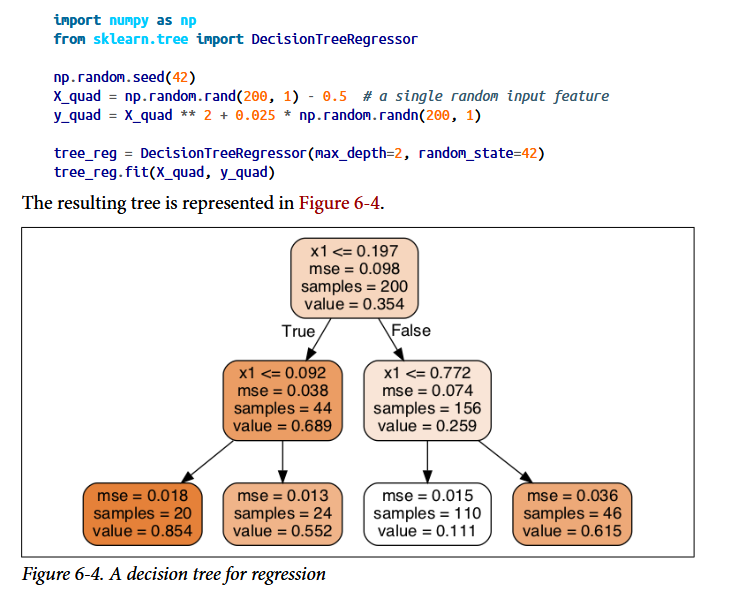 import numpy as np
from sklearn.tree import DecisionTreeRegressor
np.random.seed(42)
X_quad = np.random.rand(200, 1) - 0.5  # a single random input feature
y_quad = X_quad ** 2 + 0.025 * np.random.randn(200, 1)
tree_reg = DecisionTreeRegressor(max_depth=2, random_state=42)
tree_reg.fit(X_quad, y_quad)
The resulting tree is represented in Figure 6-4.
x1 <= 0.197
mse = 0.098
samples = 200
value = 0.354
True
False
x1 <= 0.092
mse = 0.038
samples = 44
value = 0.689
x1 <= 0.772
mse = 0.074
samples = 156
value = 0.259
mse = 0.018
samples = 20
value = 0.854
mse = 0.013
samples = 24
value = 0.552
mse = 0.015
samples = 110
value = 0.111
mse = 0.036
samples = 46
value = 0.615
Figure 6-4. A decision tree for regression